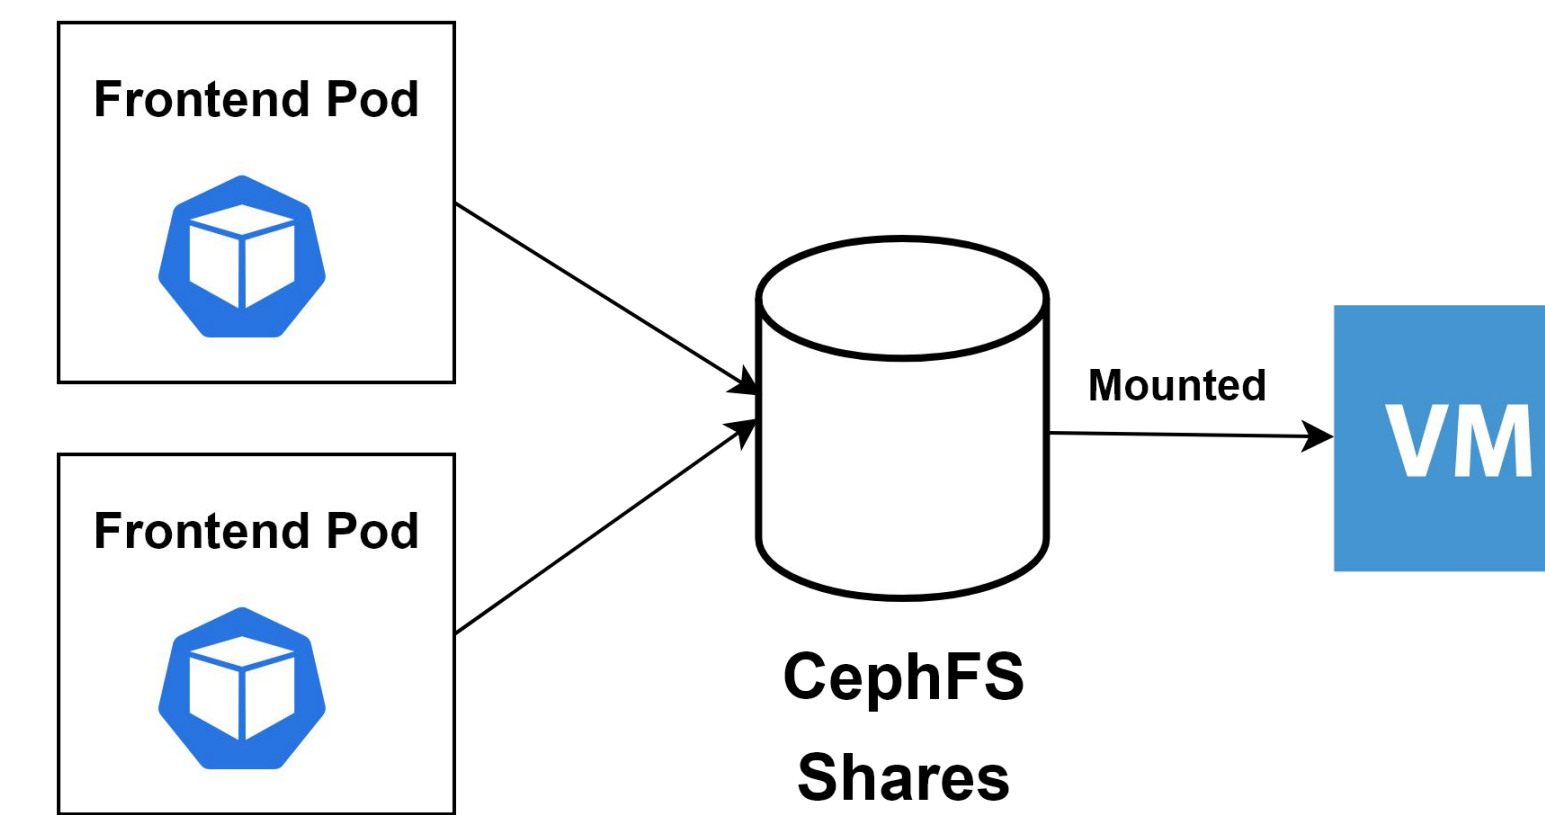 Frontend Pod
Frontend Pod
CephFS
Shares
Mounted
VM